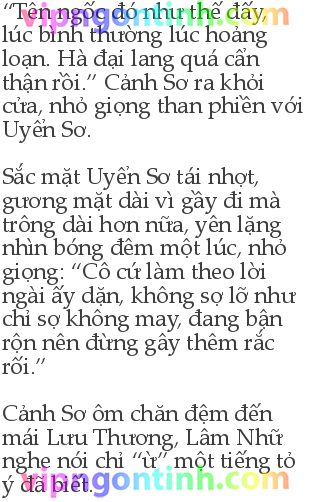 “Tên ngốc đó như thế đấy,
lúc bình thường lúc hoảng
loạn. Hà đại lang quá cẩn
thận rồi.” Cảnh Sơ ra khỏi
cửa, nhỏ giọng than phiền với
Uyển Sơ.
Sắc mặt Uyển Sơ tái nhợt,
gương mặt dài vì gầy đi mà
trông dài hơn nữa, yên lặng
nhìn bóng đêm một lúc, nhỏ
giọng: “Cô cứ làm theo lời
ngài ấy dặn, không sợ lỡ như
chỉ sợ không may, đang bận
rộn nên đừng gây thêm rắc
rối.”
Cảnh Sơ ôm chăn đệm đến
mái Lưu Thương, Lâm Nhữ
nghe nói chỉ “ừ” một tiếng tỏ
ý đã biết.
vipngontinh.com
vipngontinh.com